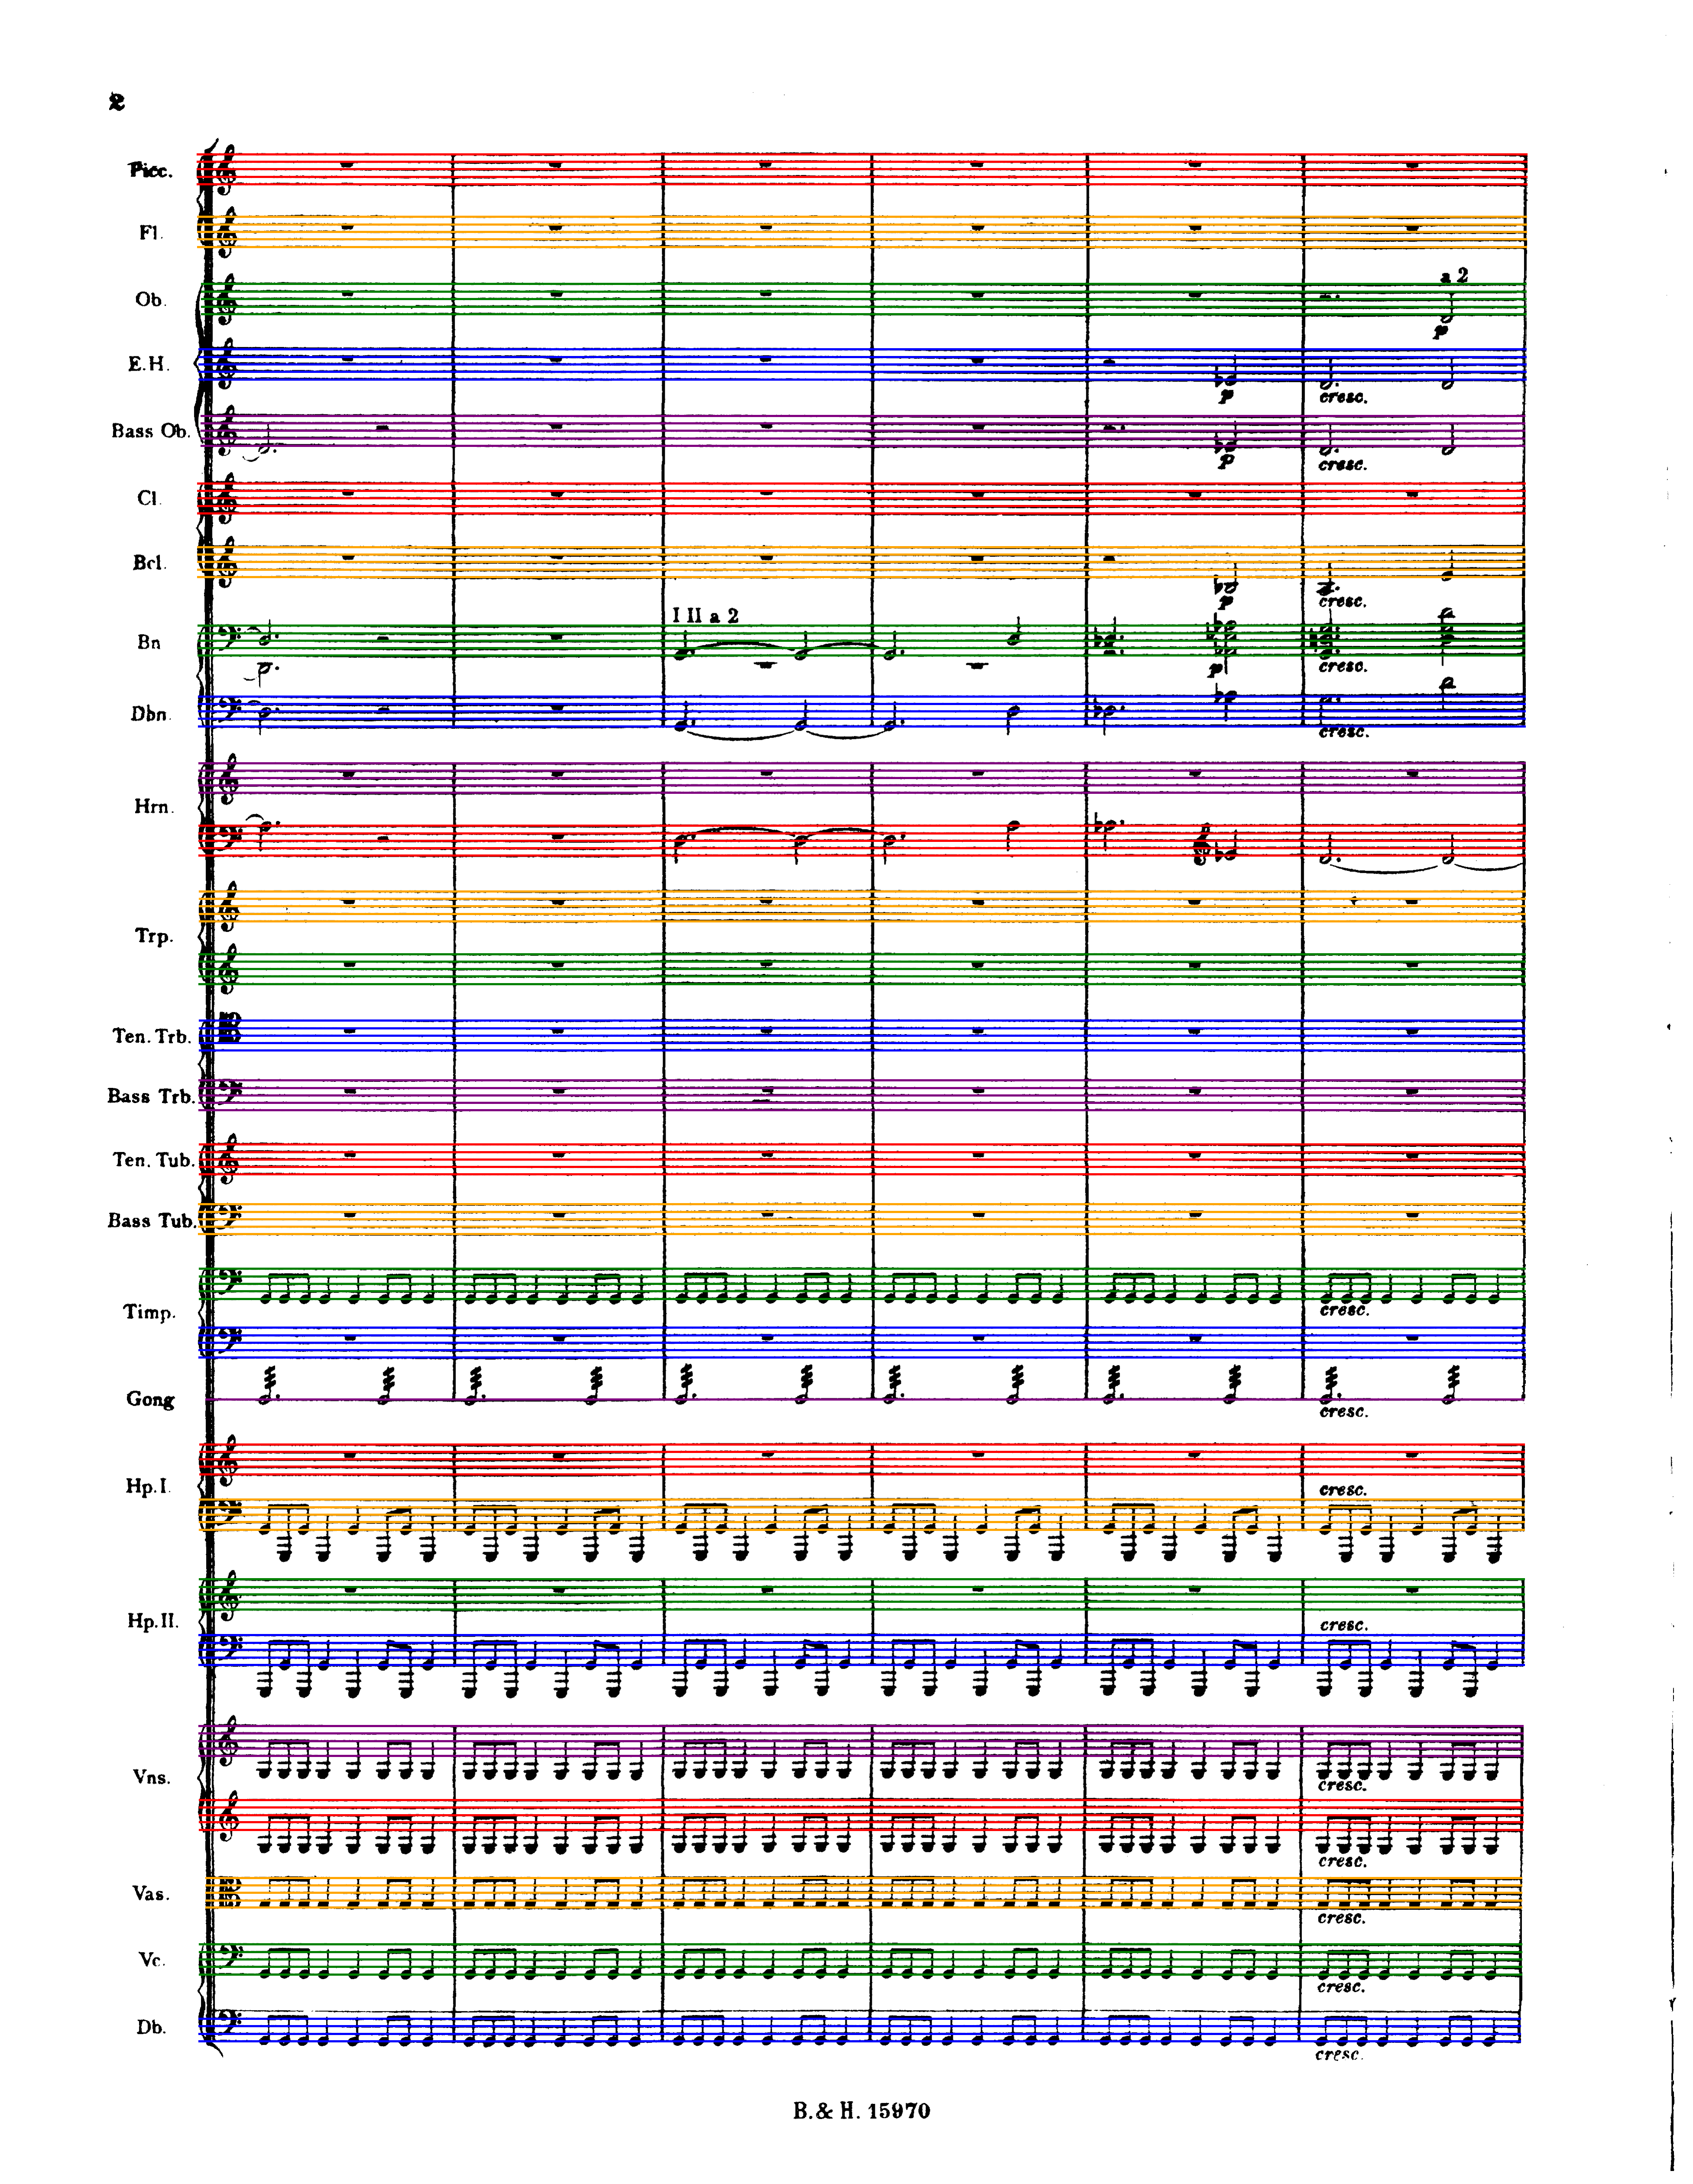 2
Picc.
Fl.
a 2
Ob.
p
E.H.
p cresc.
Bass Ob.
p cresc.
Cl.
Bcl.
p cresc.
I II a 2
Bn
p cresc.
Dbn.
cresc.
Hrn.
Trp.
Ten. Trb.
Bass Trb.
Ten. Tub.
Bass Tub.
Timp.
cresc.
Gong
cresc.
Hp. I.
cresc.
Hp. II.
cresc.
Vns.
cresc.
cresc.
Vas.
cresc.
Vc.
cresc.
Db.
cresc.
B. & H. 15970